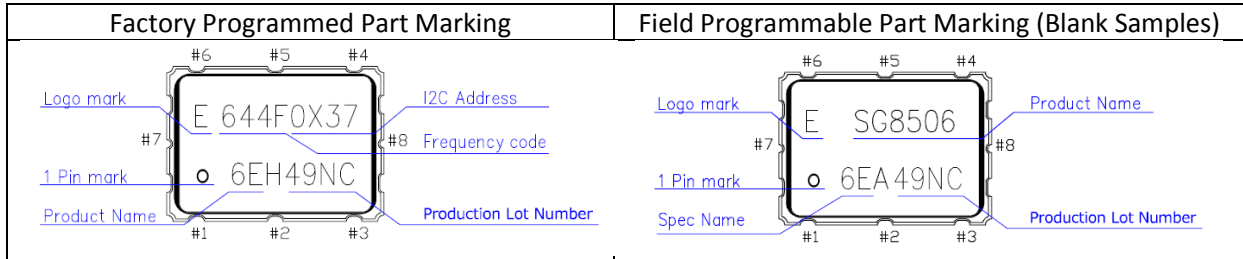 Factory Programmed Part Marking
#6 #5 #4
Logo mark
I2C Address
E 644F0X37
#7
#8
Frequency code
1 Pin mark
6EH49NC
Product Name
Production Lot Number
#1 #2 #3
Field Programmable Part Marking (Blank Samples)
#6 #5 #4
Logo mark
Product Name
E SG8506
#7
#8
1 Pin mark
6EA49NC
Spec Name
Production Lot Number
#1 #2 #3